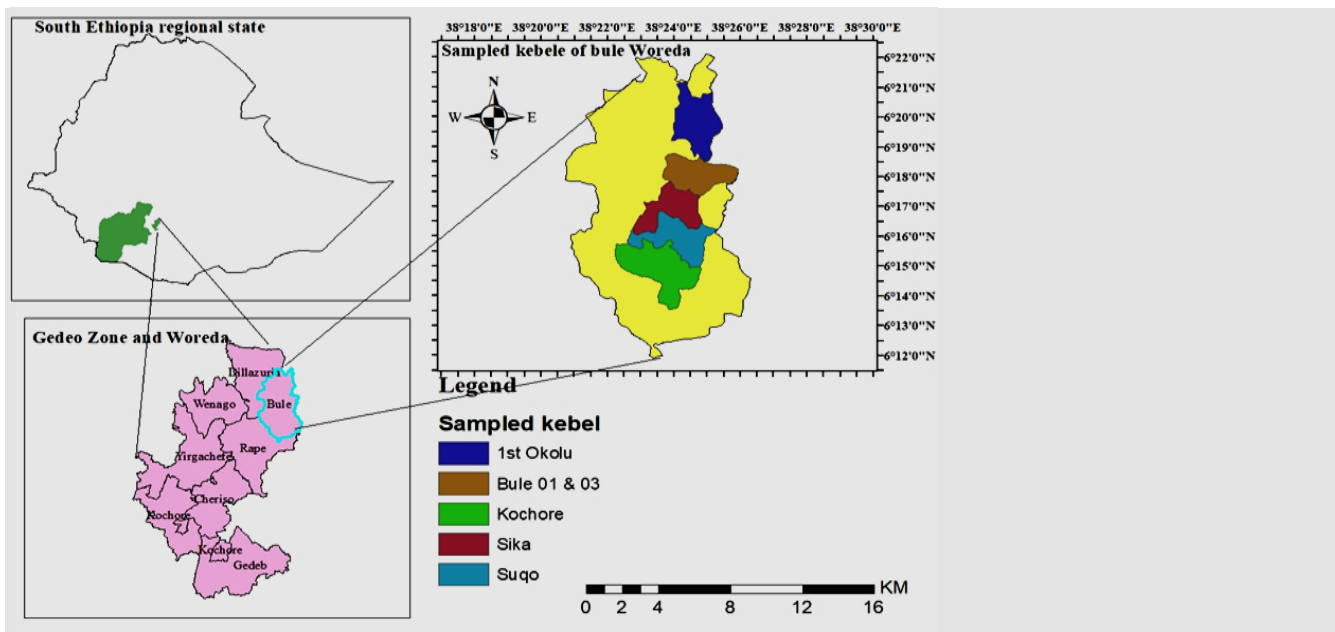 South Ethiopia regional state
38°18'0"E 38°20'0"E 38°22'0"E 38°24'0"E 38°26'0"E 38°28'0"E 38°30'0"E
Sampled kebele of bule Woreda
N
W E
S
6°22'0"N
6°21'0"N
6°20'0"N
6°19'0"N
6°18'0"N
6°17'0"N
6°16'0"N
6°15'0"N
6°14'0"N
6°13'0"N
6°12'0"N
Gedeo Zone and Woreda
Wenago
Bule
Rape
Yirgachefe
Cheriso
Kochore
Kochore
Gedeb
Legend
Sampled kebel
1st Okolu
Bule 01 & 03
Kochore
Sika
Suqo
KM
0 2 4 8 12 16